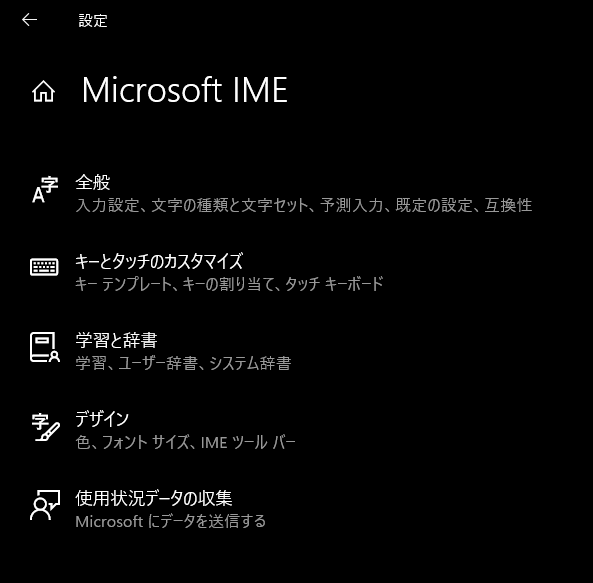 設定
Microsoft IME
全般
入力設定、文字の種類と文字セット、予測入力、既定の設定、互換性
キーとタッチのカスタマイズ
キー テンプレート、キーの割り当て、タッチ キーボード
学習と辞書
学習、ユーザー辞書、システム辞書
デザイン
色、フォント サイズ、IME ツール バー
使用状況データの収集
Microsoft にデータを送信する